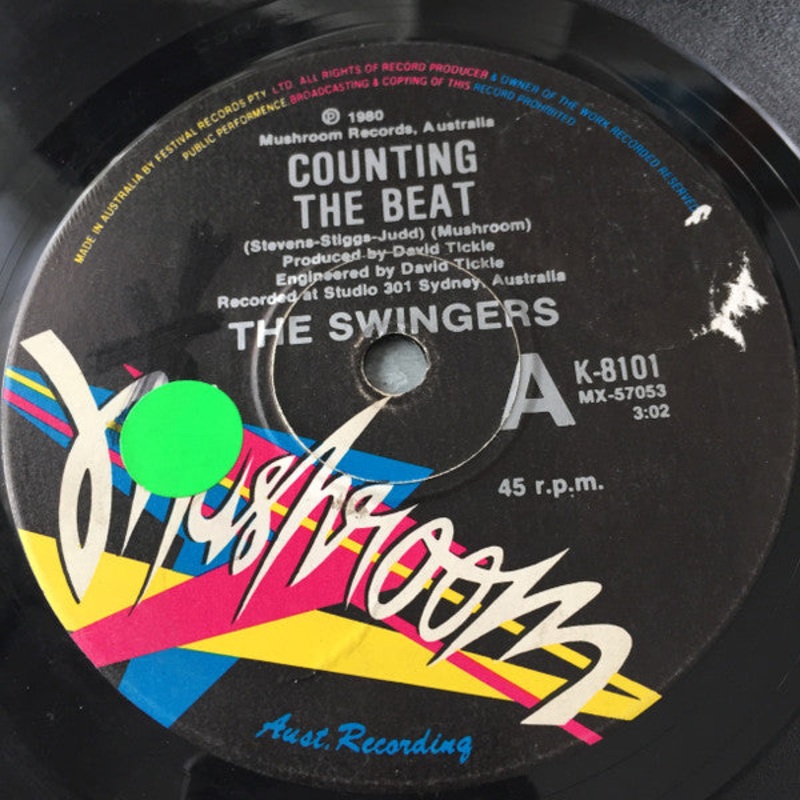 MADE IN AUSTRALIA BY FESTIVAL RECORDS PTY. LTD. ALL RIGHTS OF RECORD PRODUCER & OWNER OF THE WORK RECORDED RESERVED
PUBLIC PERFORMENCE. BROADCASTING & COPYING OF THIS RECORD PROHIBITED
℗ 1980
Mushroom Records, Australia
COUNTING
THE BEAT
(Stevens-Stiggs-Judd) (Mushroom)
Produced by David Tickle
Engineered by David Tickle
Recorded at Studio 301 Sydney, Australia
THE SWINGERS
A
K-8101
MX-57053
3:02
45 r.p.m.
Mushroom
Aust. Recording